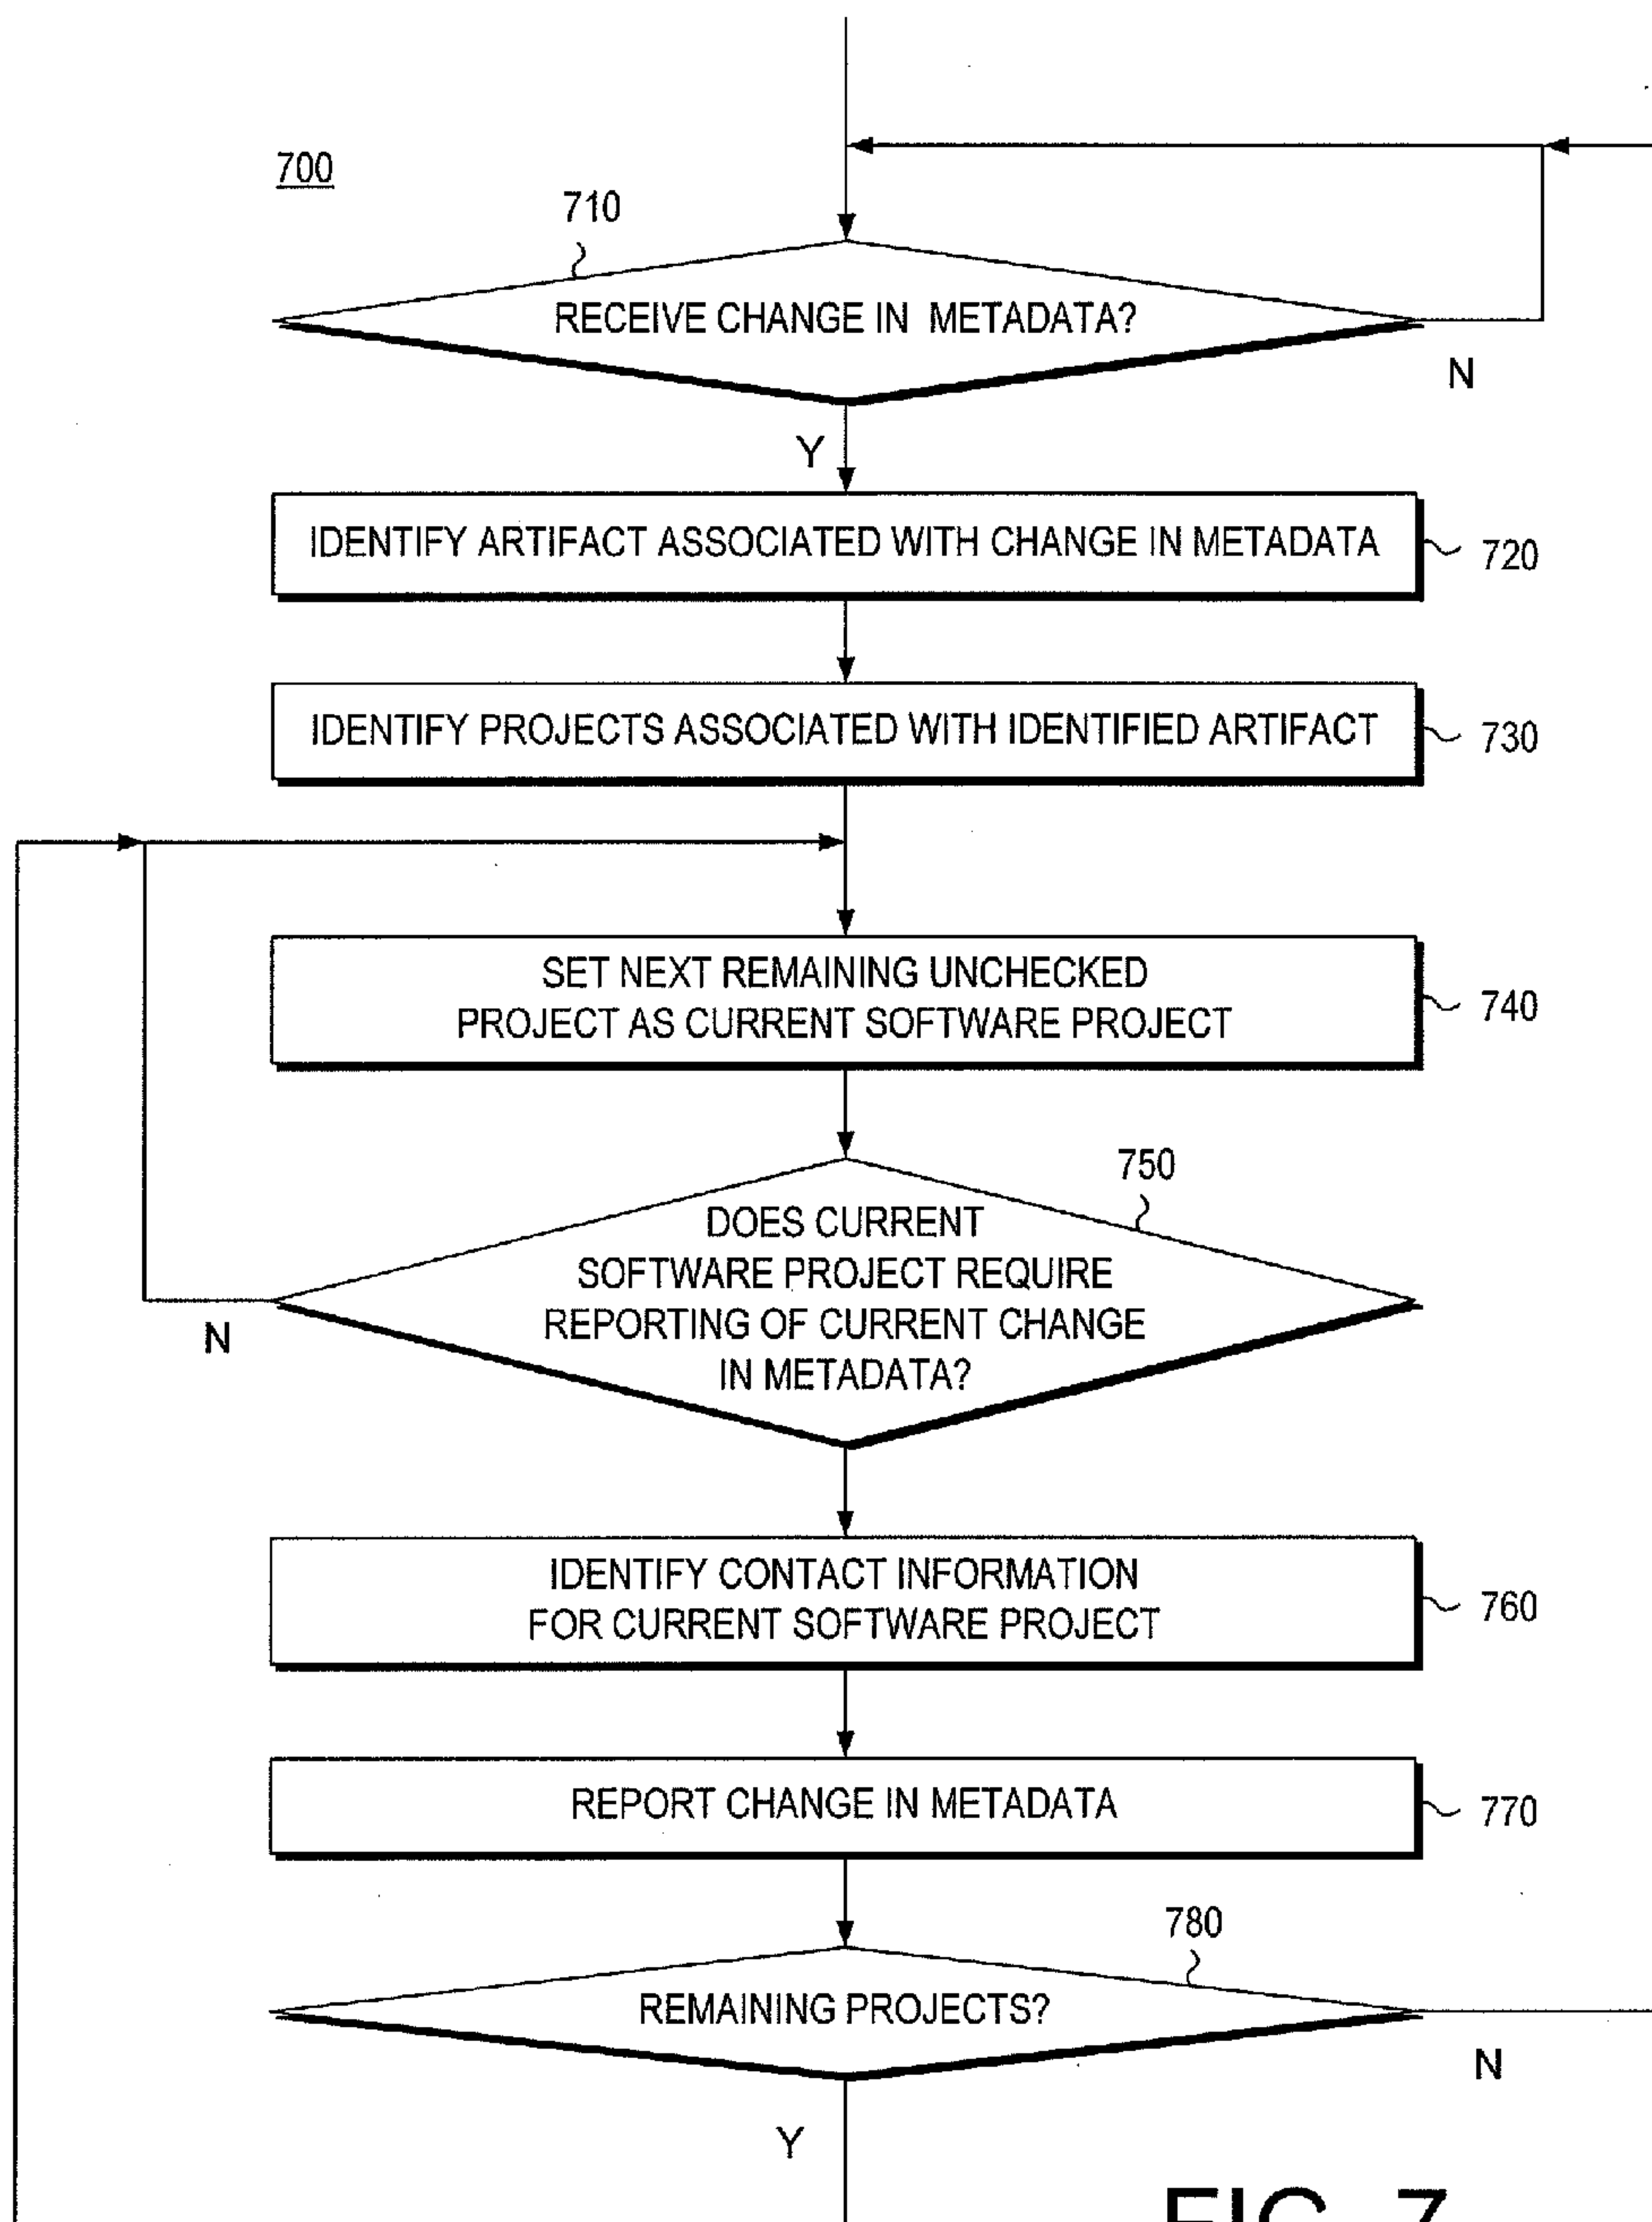 700
710
RECEIVE CHANGE IN METADATA?
N
Y
IDENTIFY ARTIFACT ASSOCIATED WITH CHANGE IN METADATA
720
IDENTIFY PROJECTS ASSOCIATED WITH IDENTIFIED ARTIFACT
730
SET NEXT REMAINING UNCHECKED
PROJECT AS CURRENT SOFTWARE PROJECT
740
750
DOES CURRENT
SOFTWARE PROJECT REQUIRE
REPORTING OF CURRENT CHANGE
IN METADATA?
N
IDENTIFY CONTACT INFORMATION
FOR CURRENT SOFTWARE PROJECT
760
REPORT CHANGE IN METADATA
770
780
REMAINING PROJECTS?
N
Y
FIG. 7